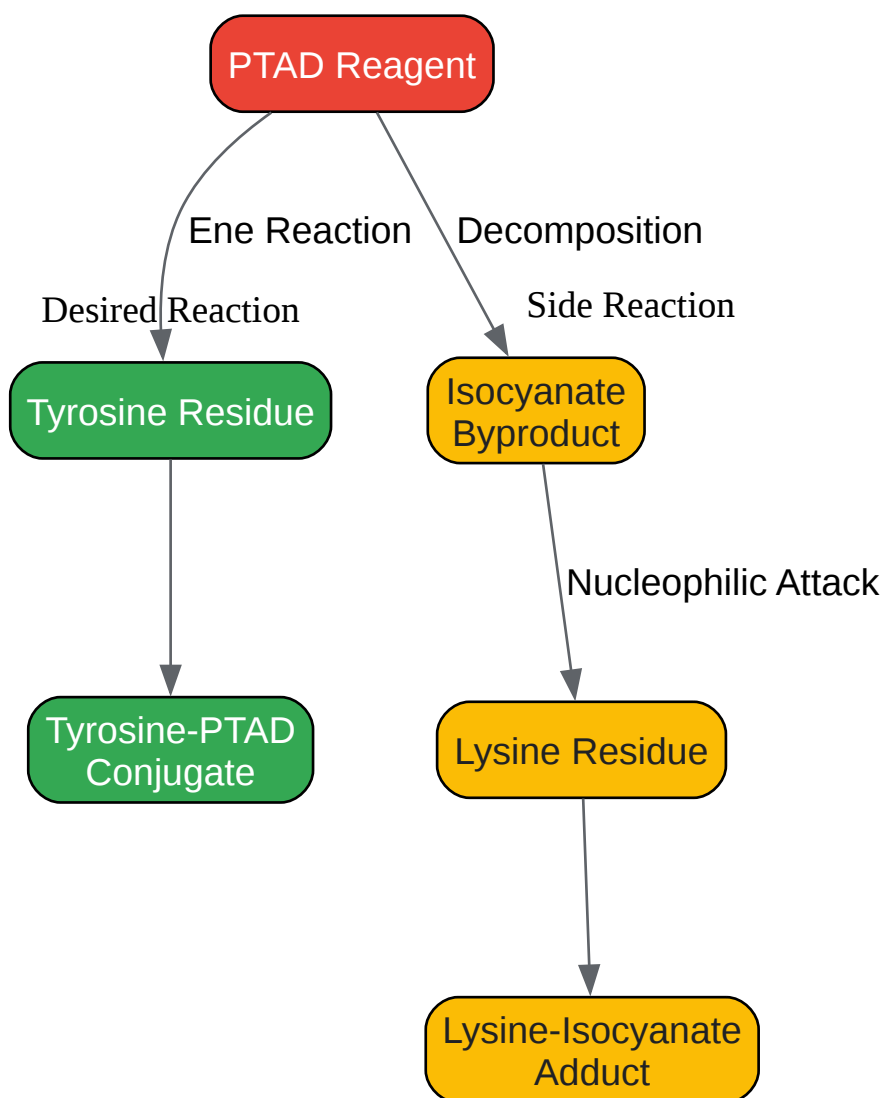 PTAD Reagent
Ene Reaction
Decomposition
Desired Reaction
Side Reaction
Tyrosine Residue
Isocyanate
Byproduct
Nucleophilic Attack
Tyrosine-PTAD
Conjugate
Lysine Residue
Lysine-Isocyanate
Adduct